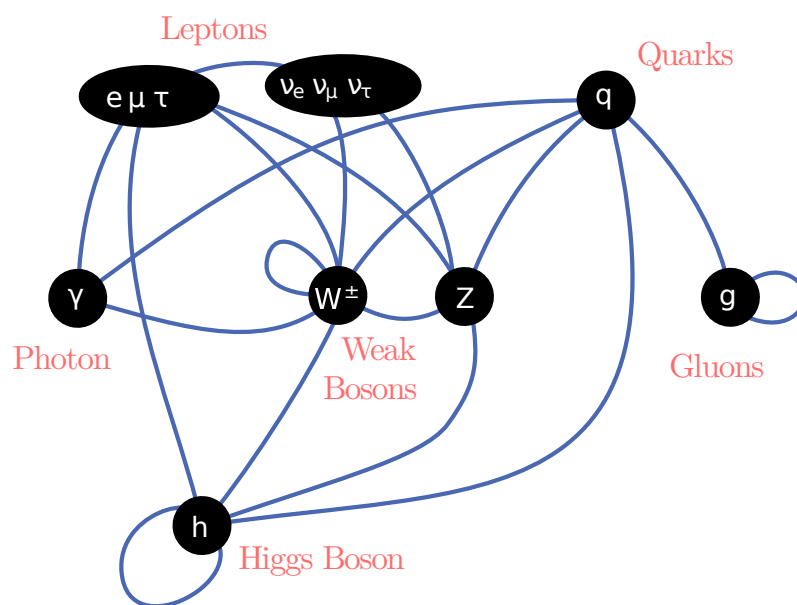 Leptons
Quarks
e μ τ
νe νμ ντ
q
γ
W±
Z
g
Photon
Weak
Bosons
Gluons
h
Higgs Boson